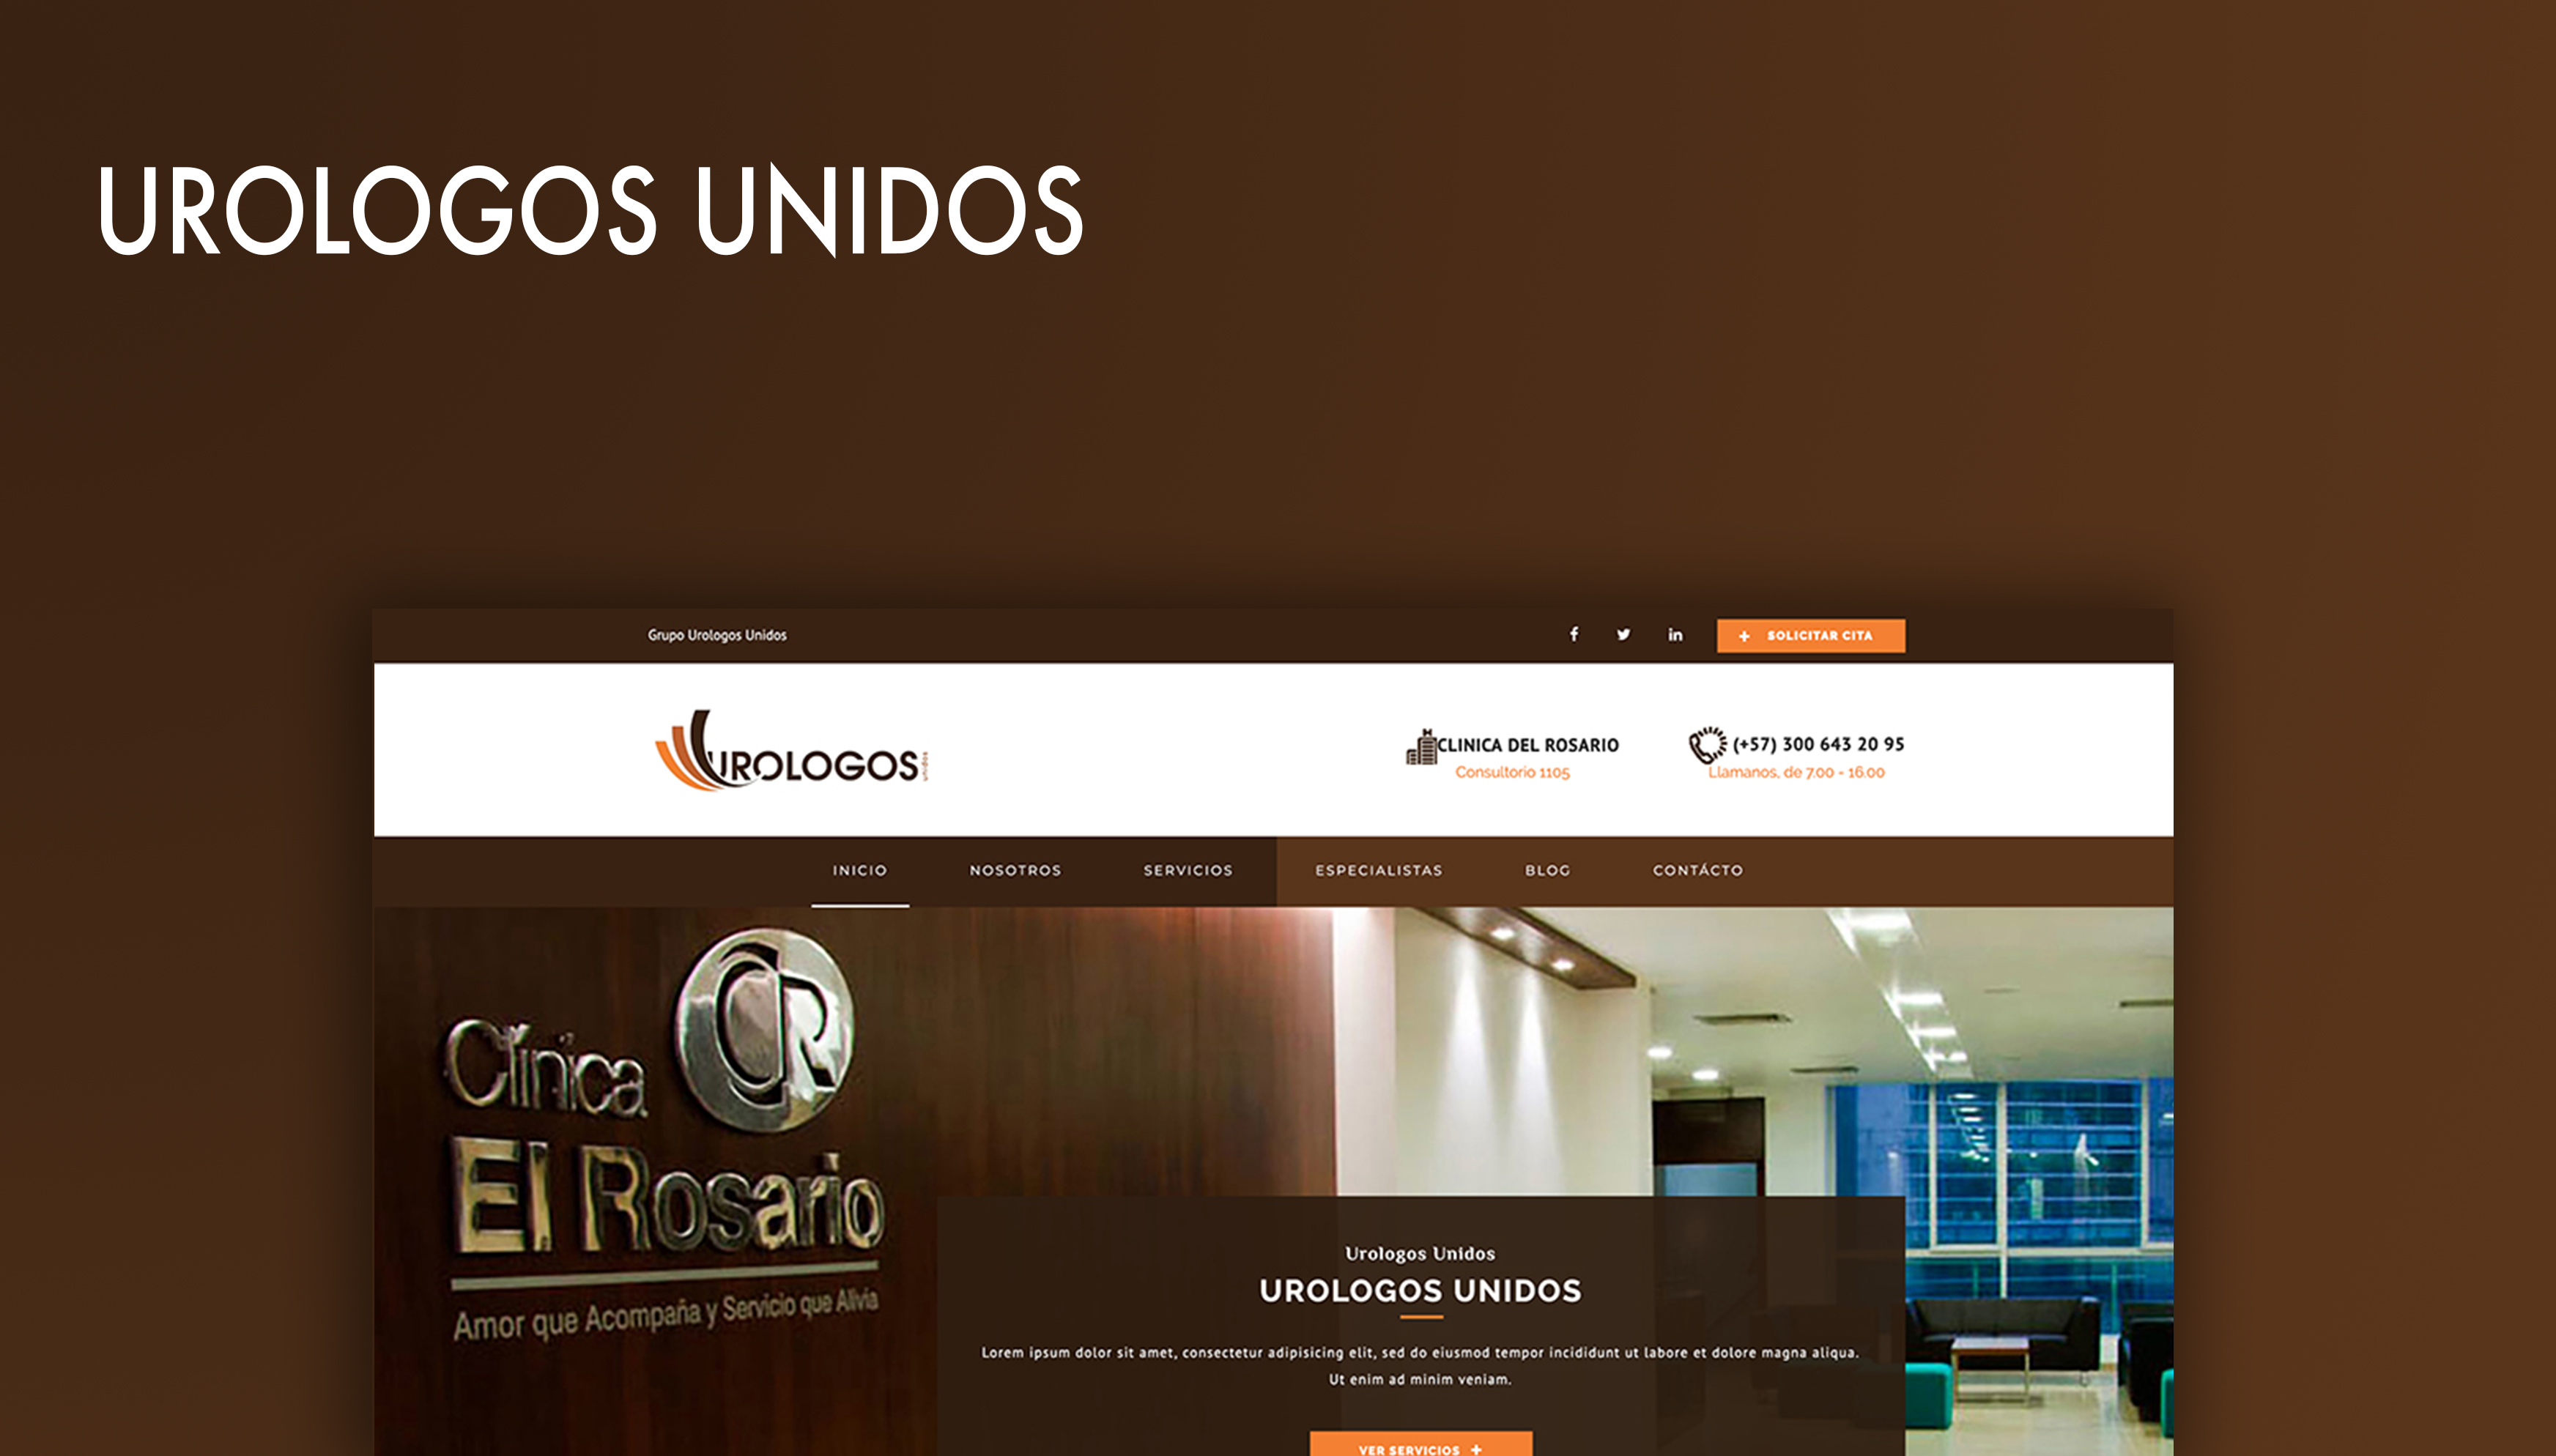 UROLOGOS UNIDOS
Grupo Urologos Unidos
SOLICITAR CITA
UROLOGOS unidos
CLINICA DEL ROSARIO
Consultorio 1105
(+57) 300 643 20 95
Llamanos, de 7.00 - 16.00
INICIO NOSOTROS SERVICIOS ESPECIALISTAS BLOG CONTÁCTO
CR
Clínica
El Rosario
Amor que Acompaña y Servicio que Alivia
Urologos Unidos
UROLOGOS UNIDOS
Lorem ipsum dolor sit amet, consectetur adipisicing elit, sed do eiusmod tempor incididunt ut labore et dolore magna aliqua.
Ut enim ad minim veniam.
VER SERVICIOS